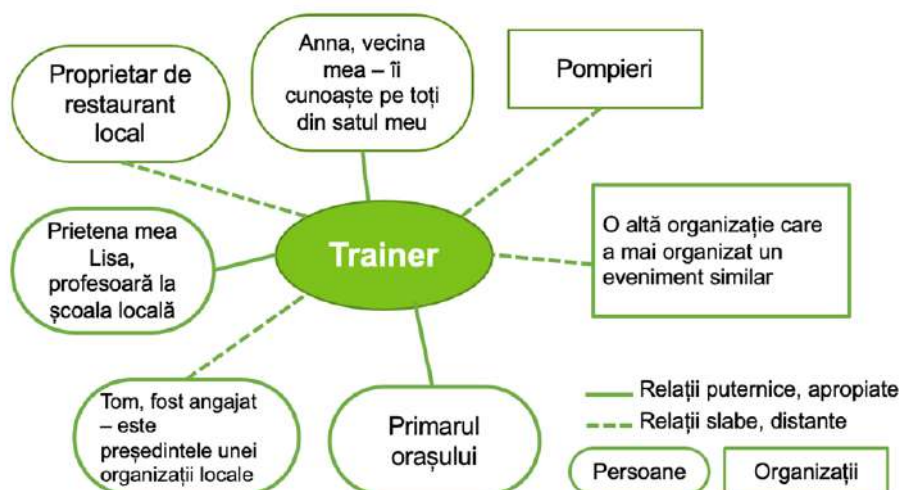 Proprietar de
restaurant
local
Anna, vecina
mea – îi
cunoaște pe toți
din satul meu
Pompieri
Prietena mea
Lisa,
profesoară la
școala locală
Trainer
O altă organizație care
a mai organizat un
eveniment similar
Tom, fost angajat
– este
președintele unei
organizații locale
Primarul
orașului
Relații puternice, apropiate
Relații slabe, distante
Persoane
Organizații